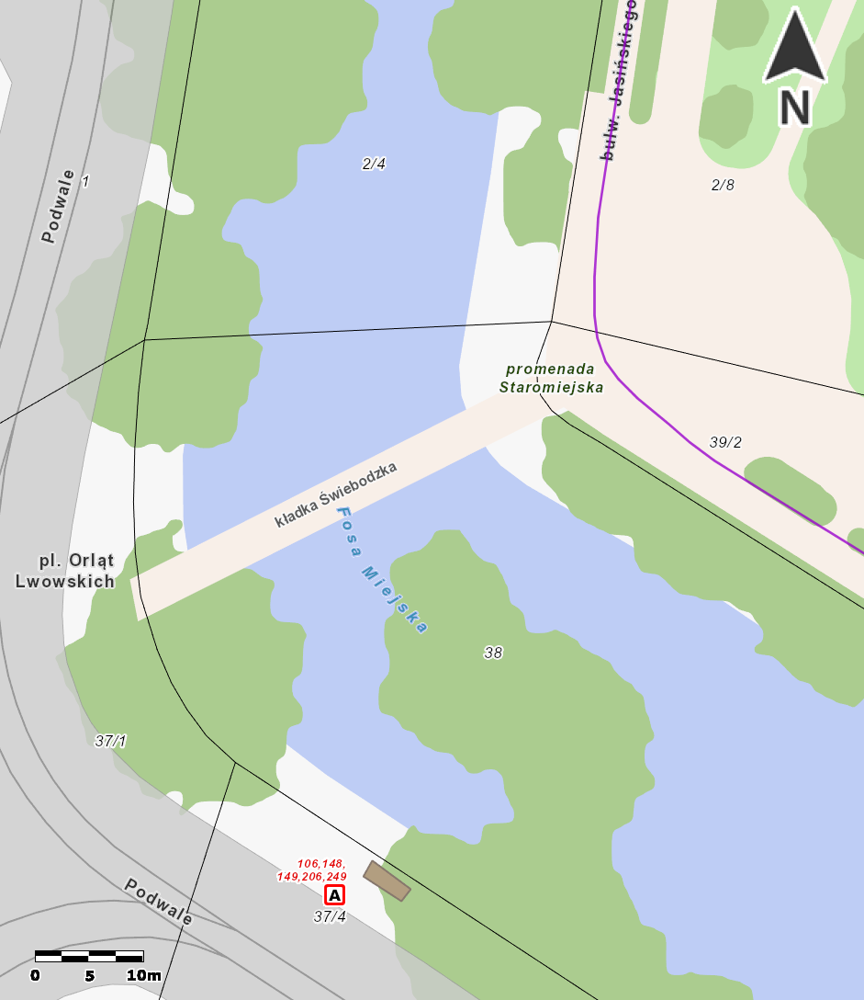 bulw. Jasińskiego
N
2/4
Podwale
1
2/8
promenada
Staromiejska
39/2
kładka Świebodzka
Fosa Miejska
pl. Orląt
Lwowskich
38
37/1
106,148,
149,206,249
A
37/4
Podwale
0 5 10m